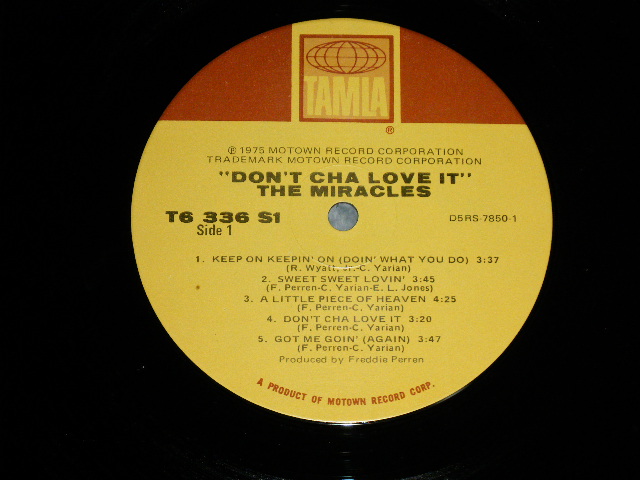 TAMLA
®
℗ 1975 MOTOWN RECORD CORPORATION
TRADEMARK MOTOWN RECORD CORPORATION
"DON'T CHA LOVE IT"
THE MIRACLES
T6 336 S1
Side 1
D5RS-7850-1
1. KEEP ON KEEPIN' ON (DOIN' WHAT YOU DO) 3:37
(R. Wyatt, Jr.-C. Yarian)
2. SWEET SWEET LOVIN' 3:45
(F. Perren-C. Yarian-E. L. Jones)
3. A LITTLE PIECE OF HEAVEN 4:25
(F. Perren-C. Yarian)
4. DON'T CHA LOVE IT 3:20
(F. Perren-C. Yarian)
5. GOT ME GOIN' (AGAIN) 3:47
(F. Perren-C. Yarian)
Produced by Freddie Perren
A PRODUCT OF MOTOWN RECORD CORP.